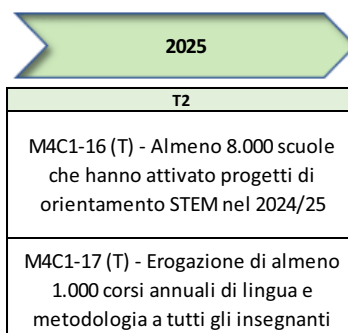 2025
T2
M4C1-16 (T) - Almeno 8.000 scuole
che hanno attivato progetti di
orientamento STEM nel 2024/25
M4C1-17 (T) - Erogazione di almeno
1.000 corsi annuali di lingua e
metodologia a tutti gli insegnanti